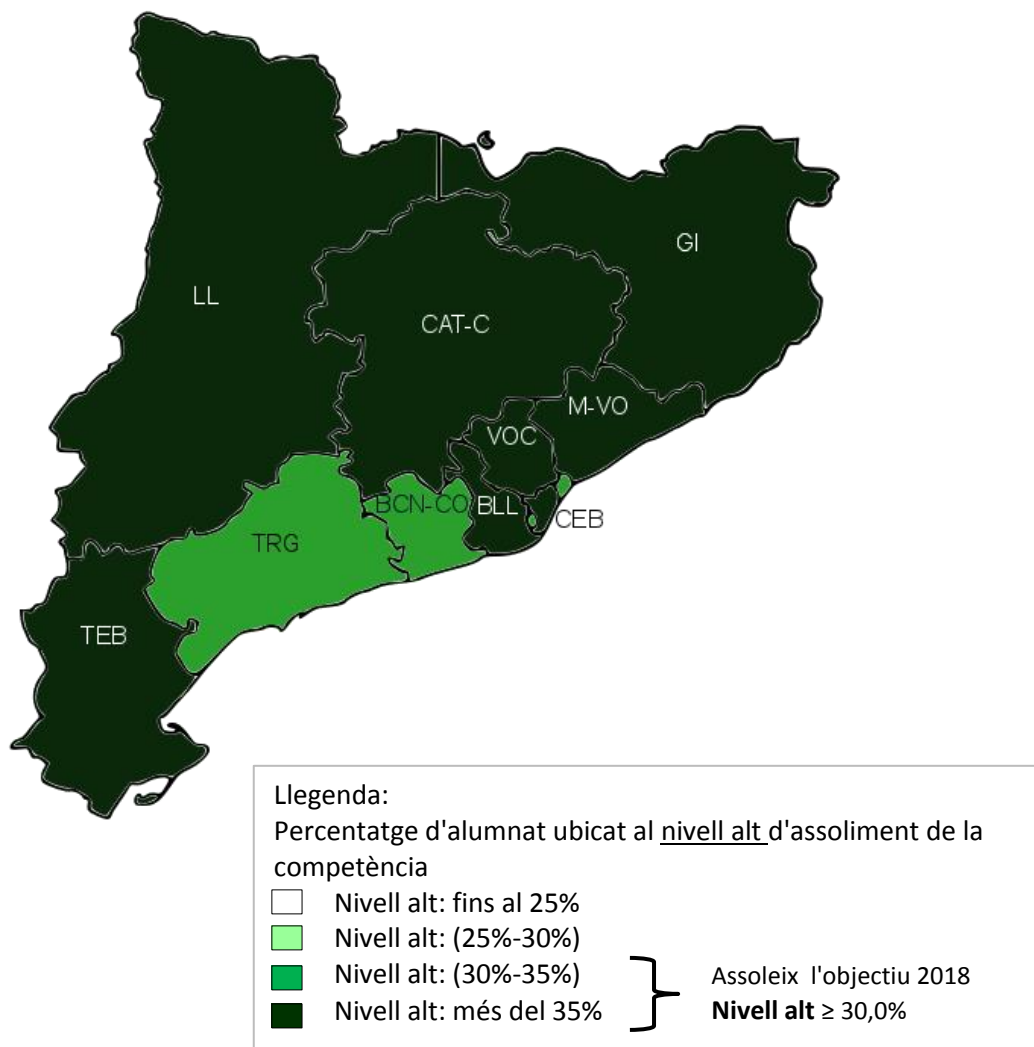 GI
LL
CAT-C
M-VO
VOC
BCN-CO
BLL
CEB
TRG
TEB
Llegenda:
Percentatge d'alumnat ubicat al nivell alt d'assoliment de la
competència
Nivell alt: fins al 25%
Nivell alt: (25%-30%)
Nivell alt: (30%-35%)
Nivell alt: més del 35%
Assoleix l'objectiu 2018
Nivell alt ≥ 30,0%